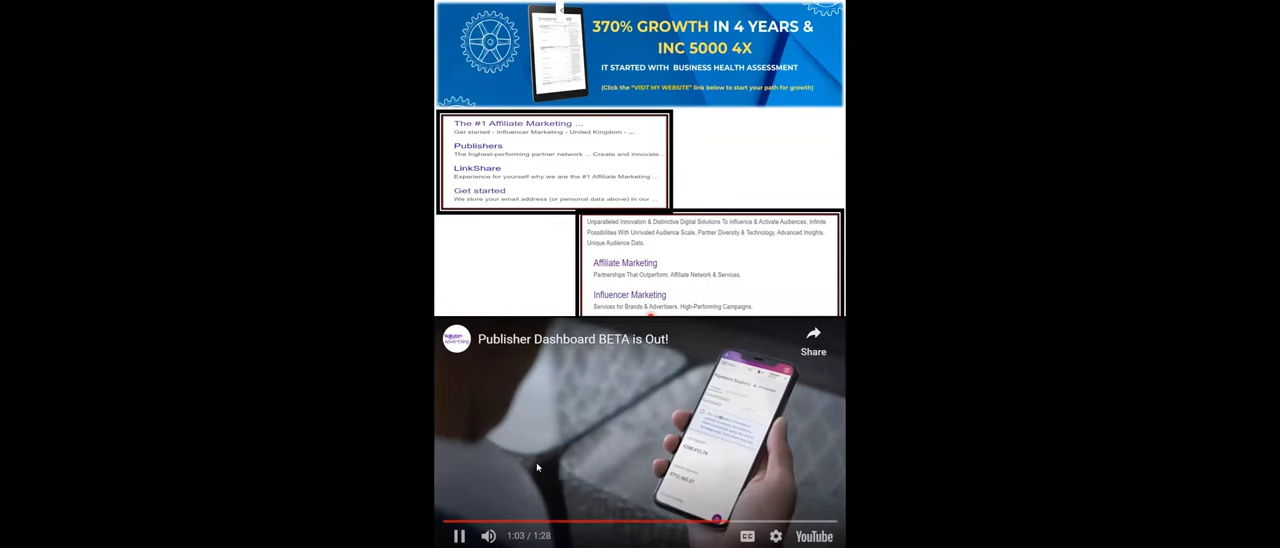 370% GROWTH IN 4 YEARS &
INC 5000 4X
IT STARTED WITH BUSINESS HEALTH ASSESSMENT
(Click the "VISIT MY WEBSITE" link below to start your path for growth)
The #1 Affiliate Marketing ...
Get started - Influencer Marketing - United Kingdom - ...
Publishers
The highest-performing partner network ... Create and innovate ...
LinkShare
Experience for yourself why we are the #1 Affiliate Marketing ...
Get started
We store your email address (or personal data above) in our ...
Unparalleled Innovation & Distinctive Digital Solutions To Influence & Activate Audiences. Infinite
Possibilities With Unrivaled Audience Scale, Partner Diversity & Technology. Advanced Insights.
Unique Audience Data.
Affiliate Marketing
Partnerships That Outperform. Affiliate Network & Services.
Influencer Marketing
Services for Brands & Advertisers. High-Performing Campaigns.
Rakuten
Advertising
Publisher Dashboard BETA is Out!
Share
1:03 / 1:28
CC
YouTube